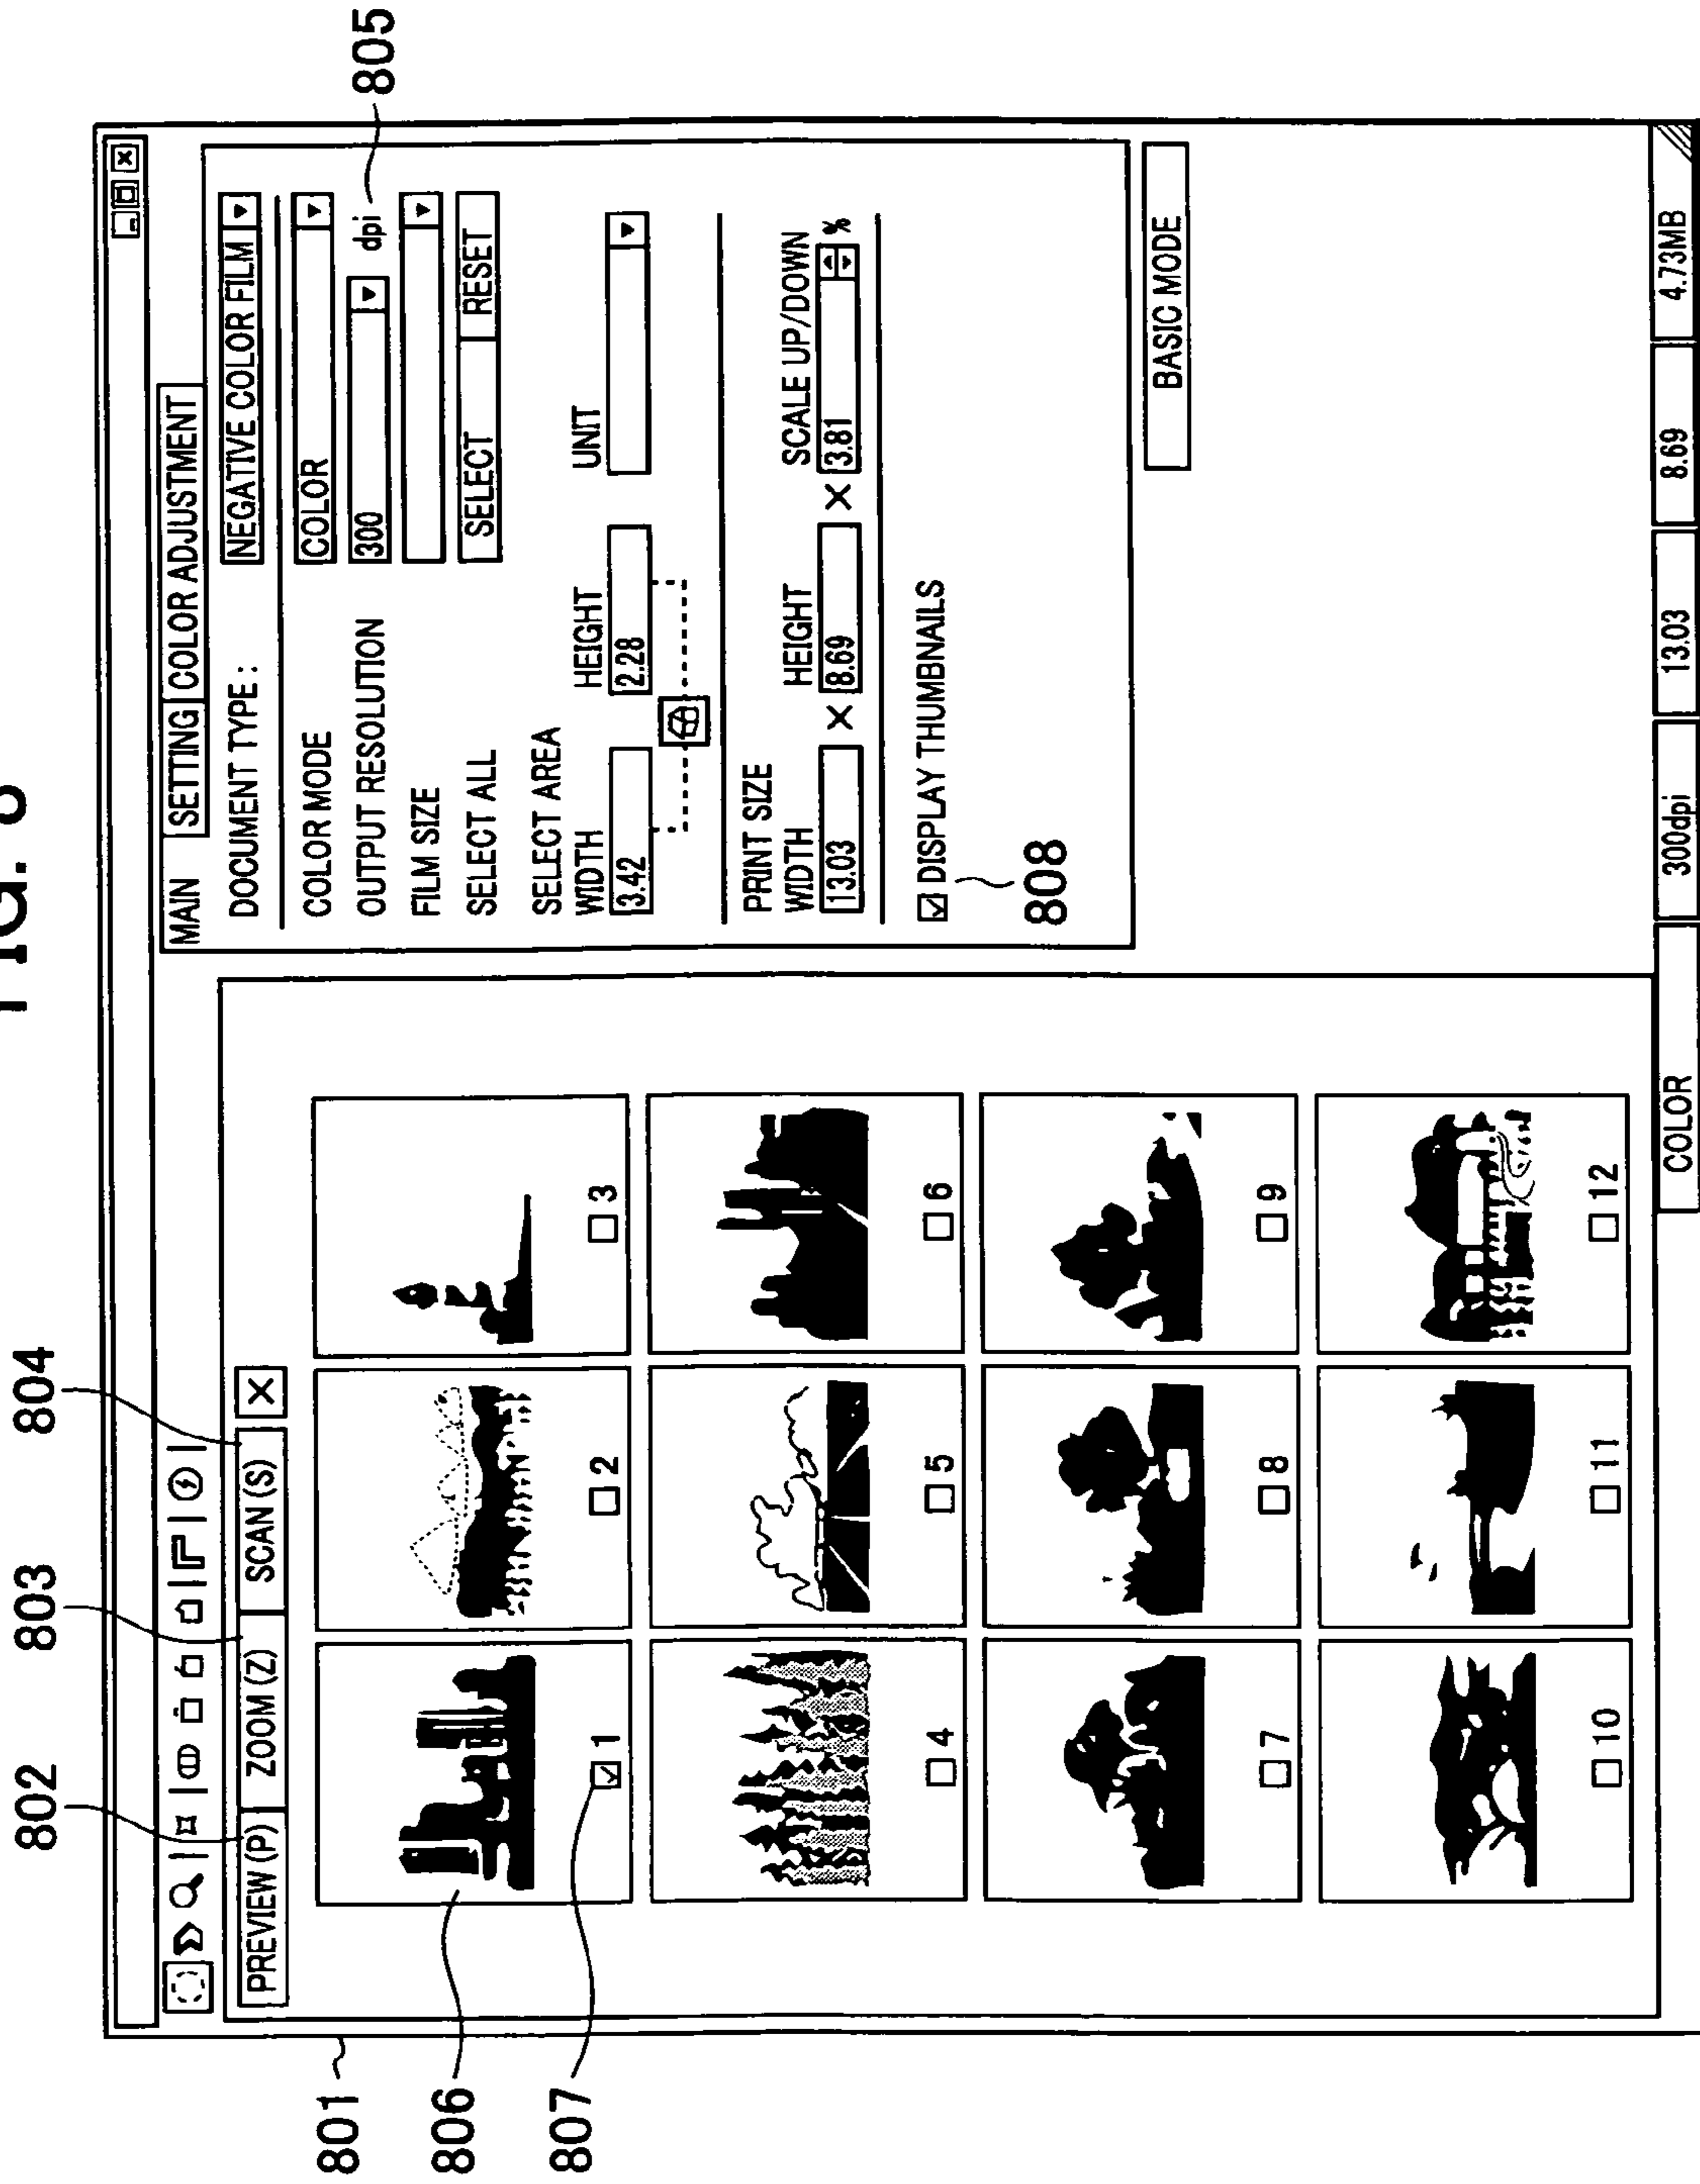 FIG. 8
802
803
804
805
801
806
807
808
PREVIEW (P) ZOOM (Z) SCAN (S)
1
2
3
4
5
6
7
8
9
10
11
12
MAIN SETTING COLOR ADJUSTMENT
DOCUMENT TYPE : NEGATIVE COLOR FILM
COLOR MODE COLOR
OUTPUT RESOLUTION 300 dpi
FILM SIZE
SELECT ALL SELECT RESET
SELECT AREA
WIDTH HEIGHT UNIT
3.42 2.28
PRINT SIZE
WIDTH HEIGHT SCALE UP/DOWN
13.03 × 8.69 × 3.81 %
DISPLAY THUMBNAILS
BASIC MODE
COLOR 300dpi 13.03 8.69 4.73MB